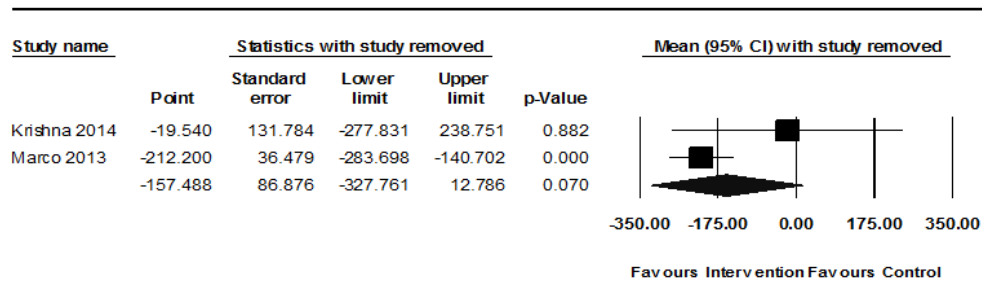 Study name Statistics with study removed Mean (95% CI) with study removed
Standard Lower Upper
Point error limit limit p-Value
Krishna 2014 -19.540 131.784 -277.831 238.751 0.882
Marco 2013 -212.200 36.479 -283.698 -140.702 0.000
-157.488 86.876 -327.761 12.786 0.070
-350.00 -175.00 0.00 175.00 350.00
Favours Intervention Favours Control